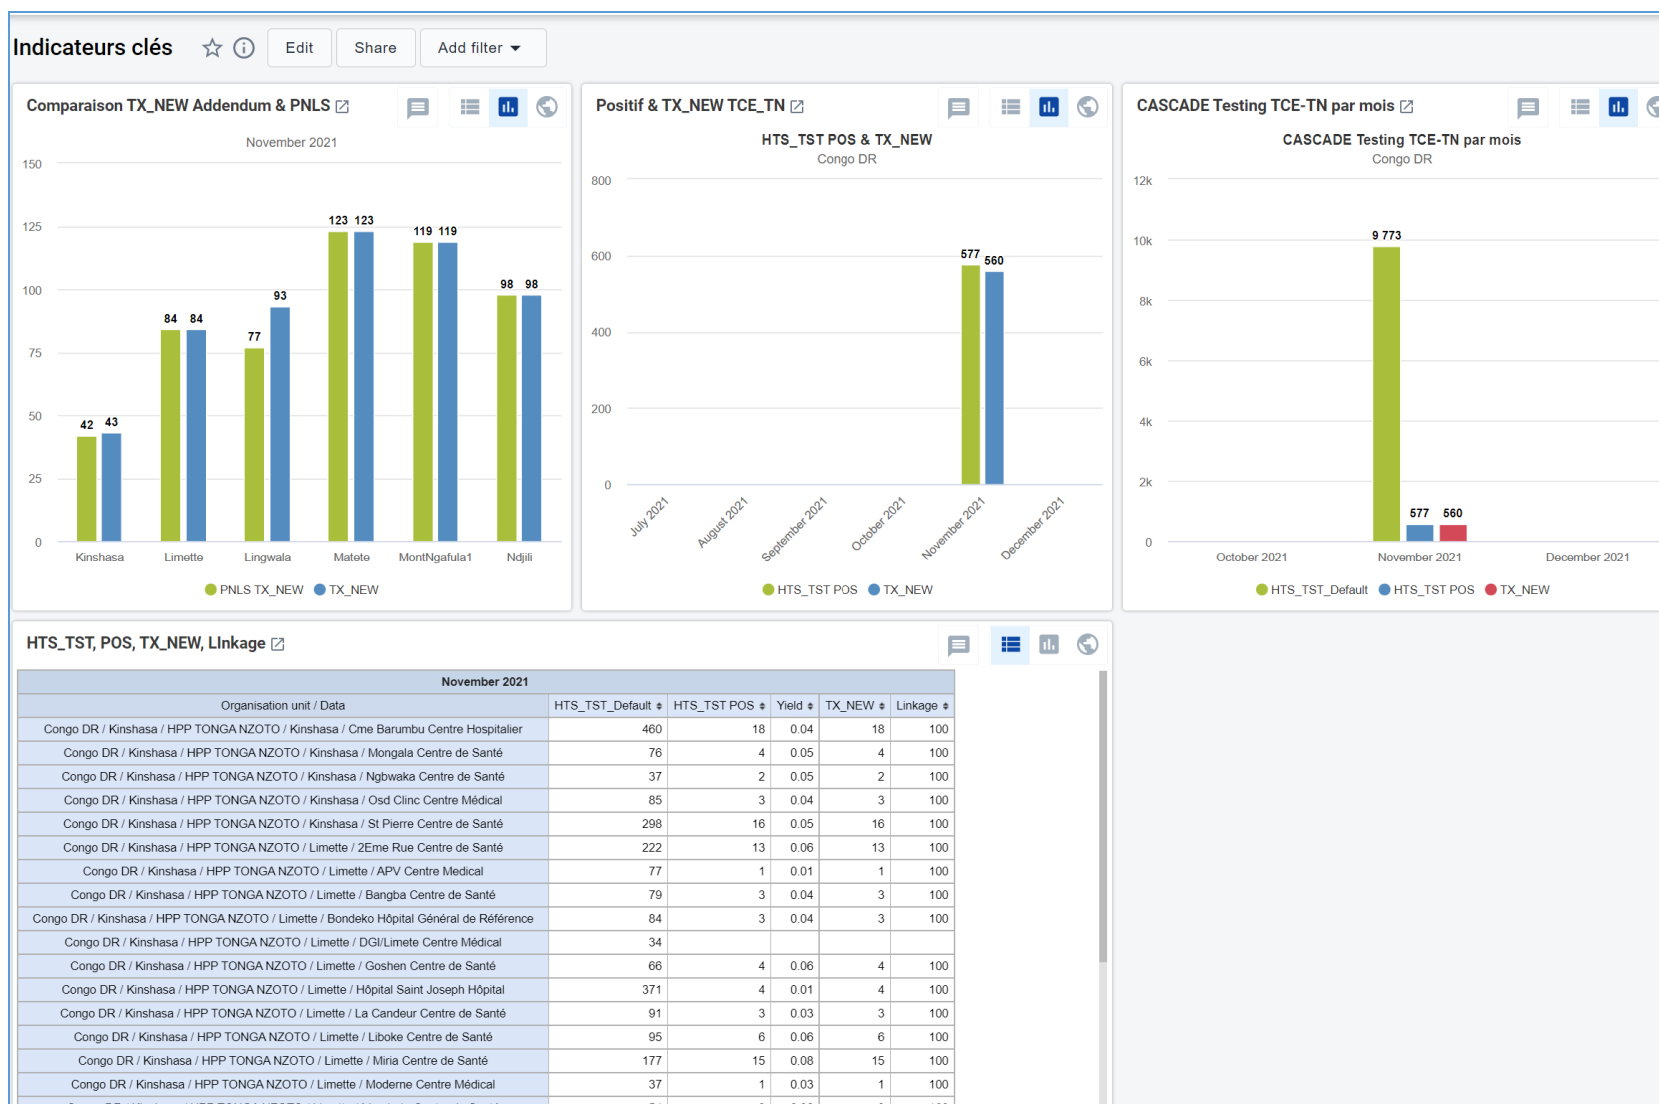 Indicateurs clés
Edit
Share
Add filter
Comparaison TX_NEW Addendum & PNLS
November 2021
150
125
100
75
50
25
0
42 43
84 84
77 93
123 123
119 119
98 98
Kinshasa Limette Lingwala Matete MontNgafula1 Ndjili
PNLS TX_NEW TX_NEW
Positif & TX_NEW TCE_TN
HTS_TST POS & TX_NEW
Congo DR
800
600
400
200
0
577 560
July 2021 August 2021 September 2021 October 2021 November 2021 December 2021
HTS_TST POS TX_NEW
CASCADE Testing TCE-TN par mois
CASCADE Testing TCE-TN par mois
Congo DR
12k
10k
8k
6k
4k
2k
0
9 773
577 560
October 2021 November 2021 December 2021
HTS_TST_Default HTS_TST POS TX_NEW
HTS_TST, POS, TX_NEW, LInkage
November 2021
Organisation unit / Data HTS_TST_Default HTS_TST POS Yield TX_NEW Linkage
Congo DR / Kinshasa / HPP TONGA NZOTO / Kinshasa / Cme Barumbu Centre Hospitalier 460 18 0.04 18 100
Congo DR / Kinshasa / HPP TONGA NZOTO / Kinshasa / Mongala Centre de Santé 76 4 0.05 4 100
Congo DR / Kinshasa / HPP TONGA NZOTO / Kinshasa / Ngbwaka Centre de Santé 37 2 0.05 2 100
Congo DR / Kinshasa / HPP TONGA NZOTO / Kinshasa / Osd Clinc Centre Médical 85 3 0.04 3 100
Congo DR / Kinshasa / HPP TONGA NZOTO / Kinshasa / St Pierre Centre de Santé 298 16 0.05 16 100
Congo DR / Kinshasa / HPP TONGA NZOTO / Limette / 2Eme Rue Centre de Santé 222 13 0.06 13 100
Congo DR / Kinshasa / HPP TONGA NZOTO / Limette / APV Centre Medical 77 1 0.01 1 100
Congo DR / Kinshasa / HPP TONGA NZOTO / Limette / Bangba Centre de Santé 79 3 0.04 3 100
Congo DR / Kinshasa / HPP TONGA NZOTO / Limette / Bondeko Hôpital Général de Référence 84 3 0.04 3 100
Congo DR / Kinshasa / HPP TONGA NZOTO / Limette / DGI/Limete Centre Médical 34
Congo DR / Kinshasa / HPP TONGA NZOTO / Limette / Goshen Centre de Santé 66 4 0.06 4 100
Congo DR / Kinshasa / HPP TONGA NZOTO / Limette / Hôpital Saint Joseph Hôpital 371 4 0.01 4 100
Congo DR / Kinshasa / HPP TONGA NZOTO / Limette / La Candeur Centre de Santé 91 3 0.03 3 100
Congo DR / Kinshasa / HPP TONGA NZOTO / Limette / Liboke Centre de Santé 95 6 0.06 6 100
Congo DR / Kinshasa / HPP TONGA NZOTO / Limette / Miria Centre de Santé 177 15 0.08 15 100
Congo DR / Kinshasa / HPP TONGA NZOTO / Limette / Moderne Centre Médical 37 1 0.03 1 100